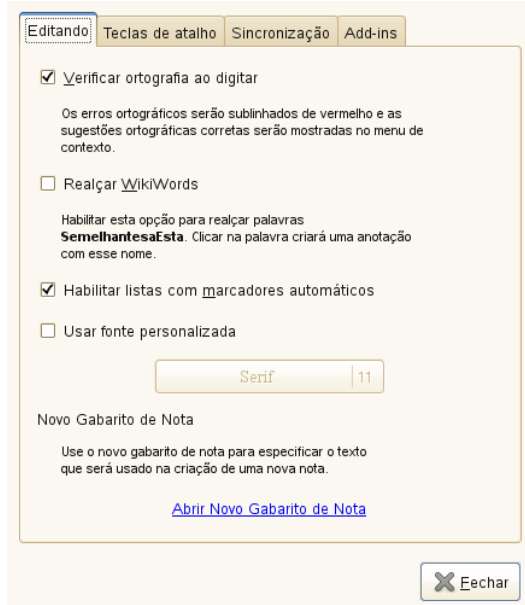 Editando Teclas de atalho Sincronização Add-ins
Verificar ortografia ao digitar
Os erros ortográficos serão sublinhados de vermelho e as
sugestões ortográficas corretas serão mostradas no menu de
contexto.
Realçar WikiWords
Habilitar esta opção para realçar palavras
SemelhantesaEsta. Clicar na palavra criará uma anotação
com esse nome.
Habilitar listas com marcadores automáticos
Usar fonte personalizada
Serif 11
Novo Gabarito de Nota
Use o novo gabarito de nota para especificar o texto
que será usado na criação de uma nova nota.
Abrir Novo Gabarito de Nota
Fechar